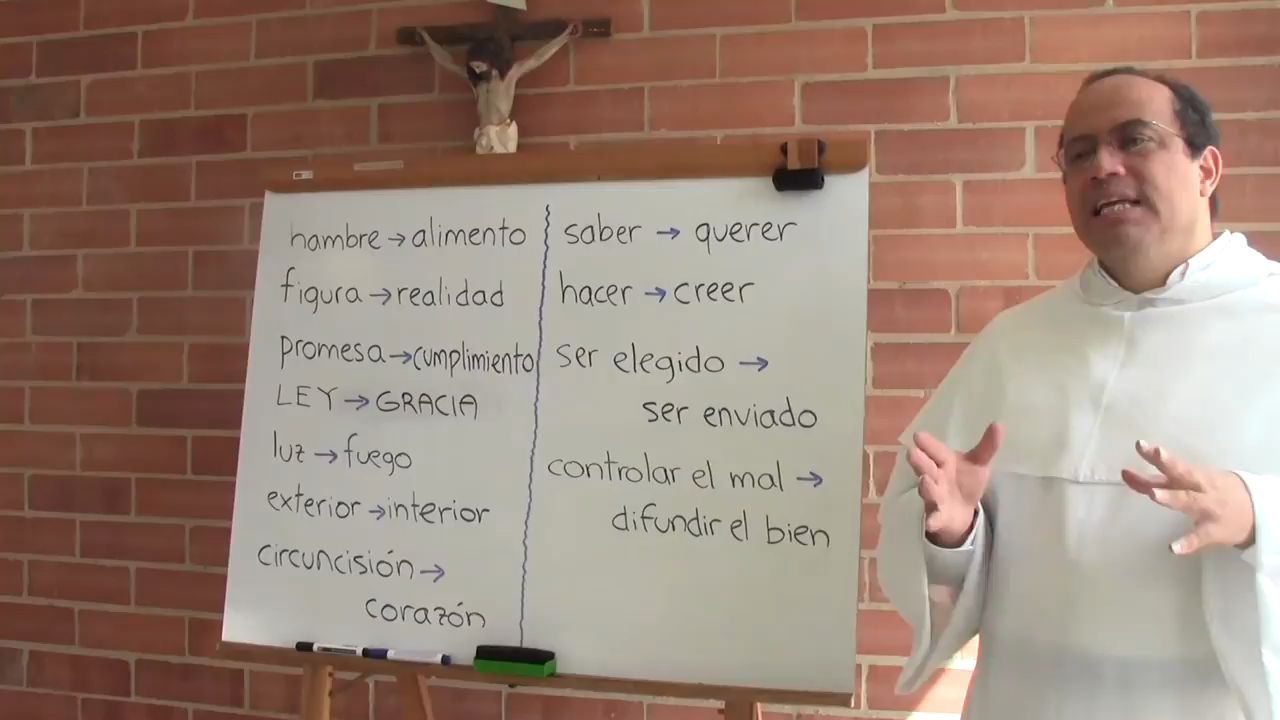 hambre → alimento
figura → realidad
promesa → cumplimiento
LEY → GRACIA
luz → fuego
exterior → interior
circuncisión →
corazón
saber → querer
hacer → creer
ser elegido →
ser enviado
controlar el mal →
difundir el bien